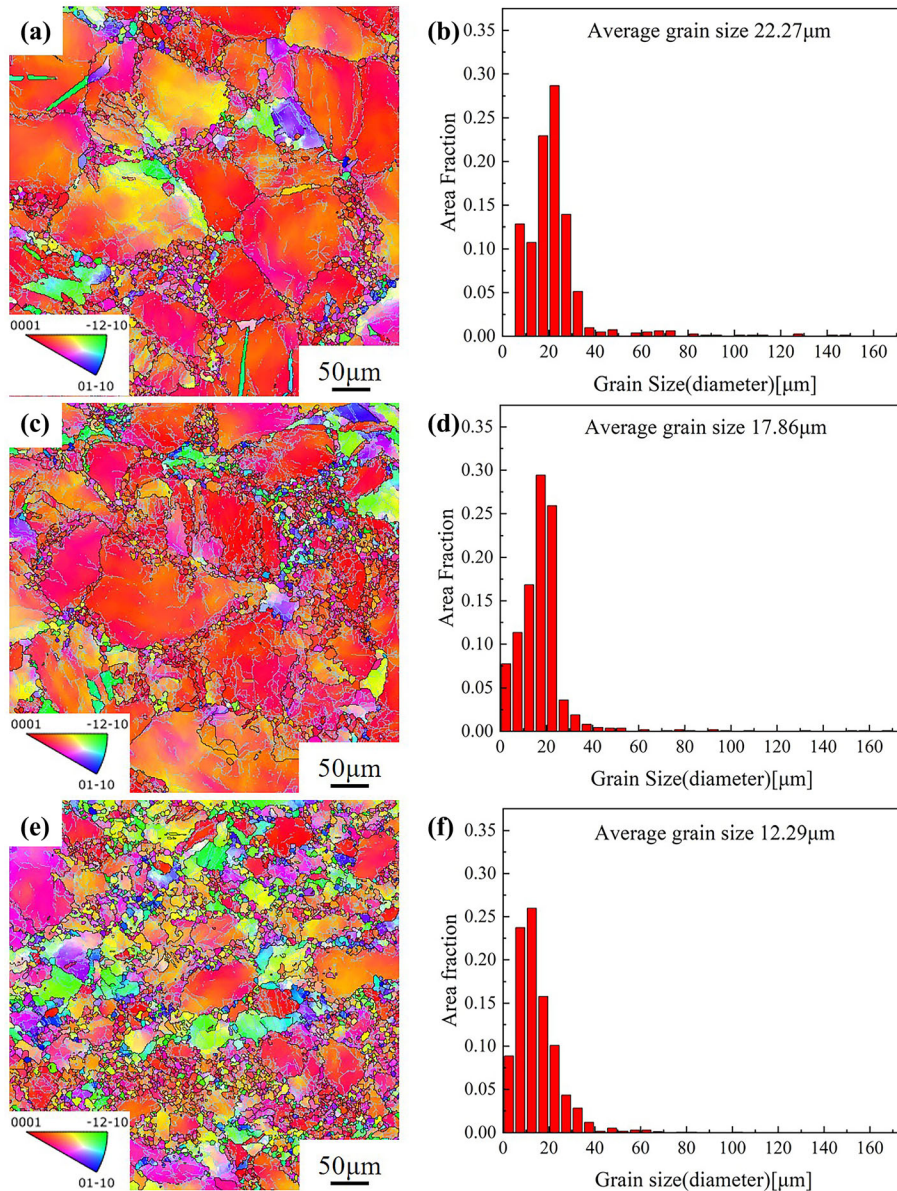 (a)
0001
-12-10
01-10
50μm
(b)
Average grain size 22.27μm
Area Fraction
0.35
0.30
0.25
0.20
0.15
0.10
0.05
0.00
0 20 40 60 80 100 120 140 160
Grain Size(diameter)[μm]
(c)
0001
-12-10
01-10
50μm
(d)
Average grain size 17.86μm
Area Fraction
0.35
0.30
0.25
0.20
0.15
0.10
0.05
0.00
0 20 40 60 80 100 120 140 160
Grain Size(diameter)[μm]
(e)
0001
-12-10
01-10
50μm
(f)
Average grain size 12.29μm
Area fraction
0.35
0.30
0.25
0.20
0.15
0.10
0.05
0.00
0 20 40 60 80 100 120 140 160
Grain size(diameter)[μm]